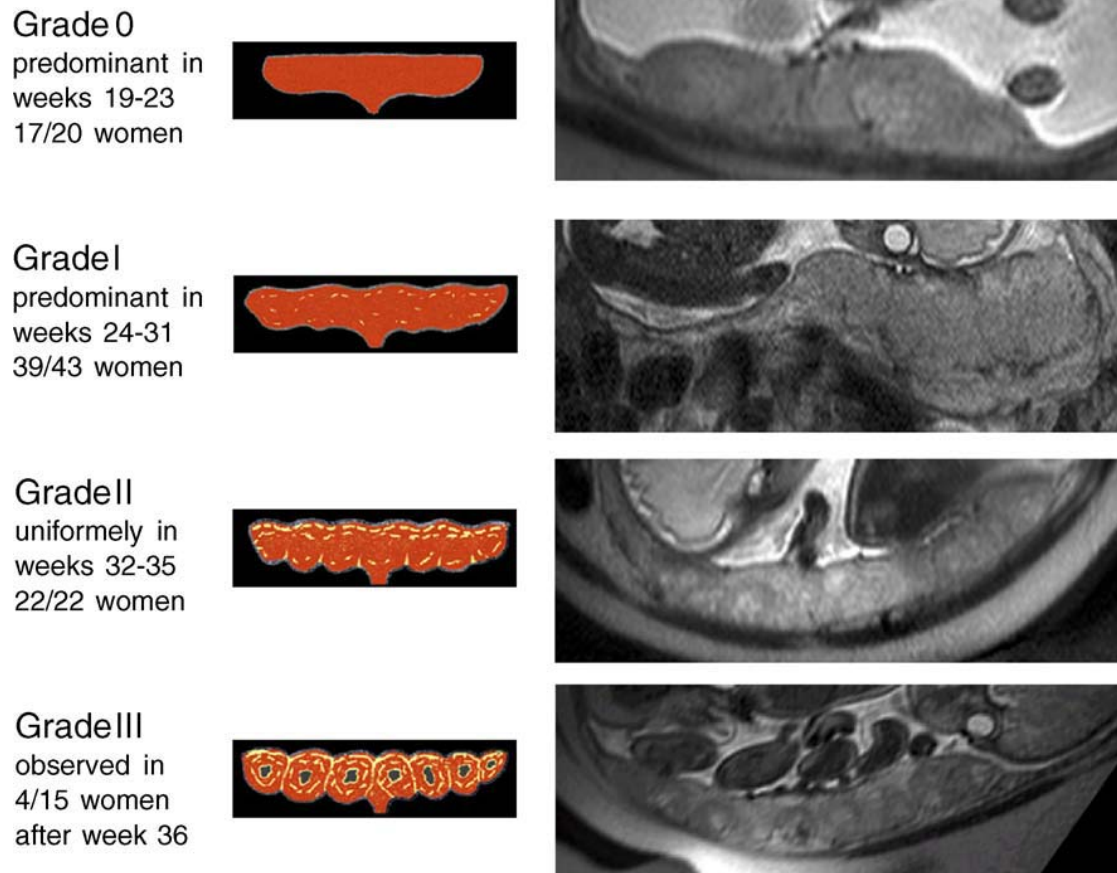 Grade 0
predominant in
weeks 19-23
17/20 women
Grade I
predominant in
weeks 24-31
39/43 women
Grade II
uniformely in
weeks 32-35
22/22 women
Grade III
observed in
4/15 women
after week 36